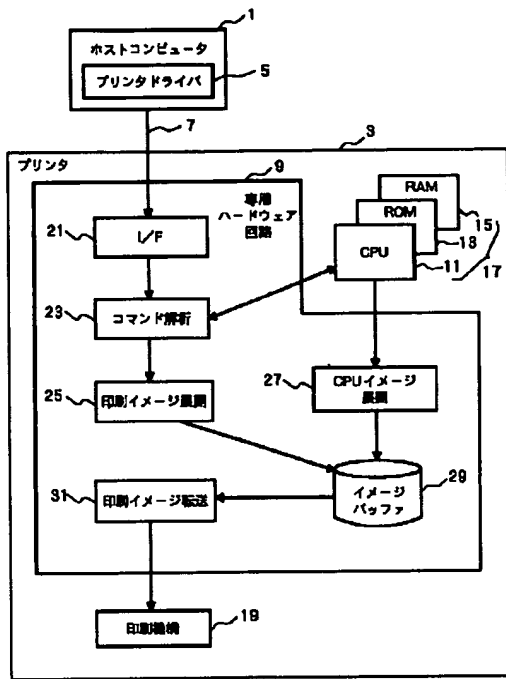 1
ホストコンピュータ
プリンタドライバ
5
7
3
プリンタ
9
専用
ハードウェア
回路
RAM
ROM
CPU
15
13
11
17
21
I/F
23
コマンド解析
25
印刷イメージ展開
27
CPUイメージ
展開
31
印刷イメージ転送
イメージ
バッファ
29
印刷機構
19